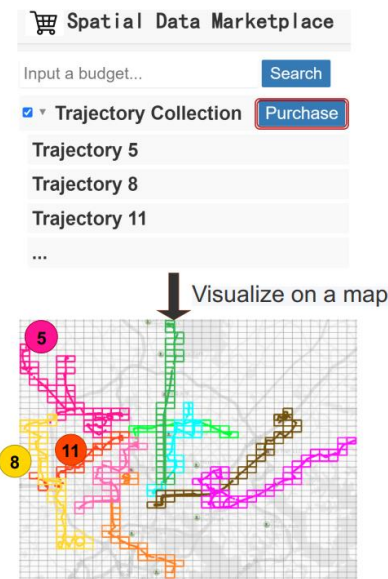 Spatial Data Marketplace
Input a budget... Search
Trajectory Collection Purchase
Trajectory 5
Trajectory 8
Trajectory 11
...
Visualize on a map
5
11
8